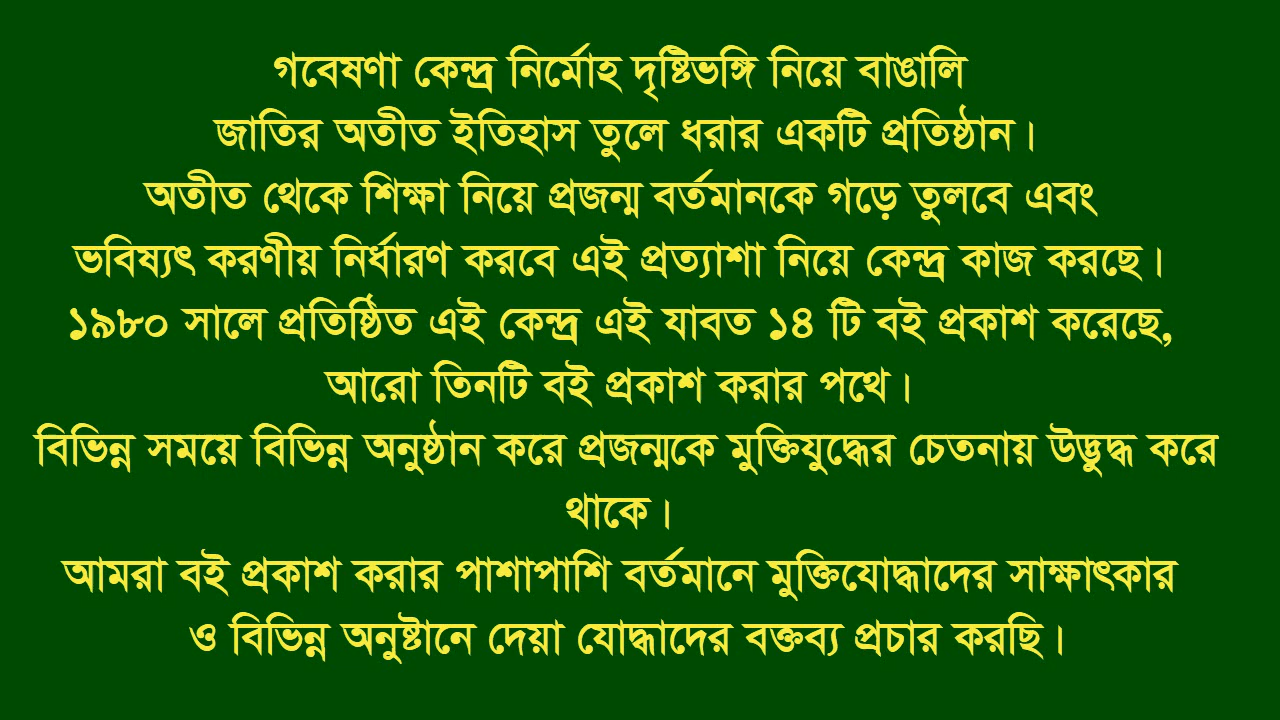 গবেষণা কেন্দ্র নির্মোহ দৃষ্টিভঙ্গি নিয়ে বাঙালি
জাতির অতীত ইতিহাস তুলে ধরার একটি প্রতিষ্ঠান।
অতীত থেকে শিক্ষা নিয়ে প্রজন্ম বর্তমানকে গড়ে তুলবে এবং
ভবিষ্যৎ করণীয় নির্ধারণ করবে এই প্রত্যাশা নিয়ে কেন্দ্র কাজ করছে।
১৯৮০ সালে প্রতিষ্ঠিত এই কেন্দ্র এই যাবত ১৪ টি বই প্রকাশ করেছে,
আরো তিনটি বই প্রকাশ করার পথে।
বিভিন্ন সময়ে বিভিন্ন অনুষ্ঠান করে প্রজন্মকে মুক্তিযুদ্ধের চেতনায় উদ্ভুদ্ধ করে
থাকে।
আমরা বই প্রকাশ করার পাশাপাশি বর্তমানে মুক্তিযোদ্ধাদের সাক্ষাৎকার
ও বিভিন্ন অনুষ্টানে দেয়া যোদ্ধাদের বক্তব্য প্রচার করছি।